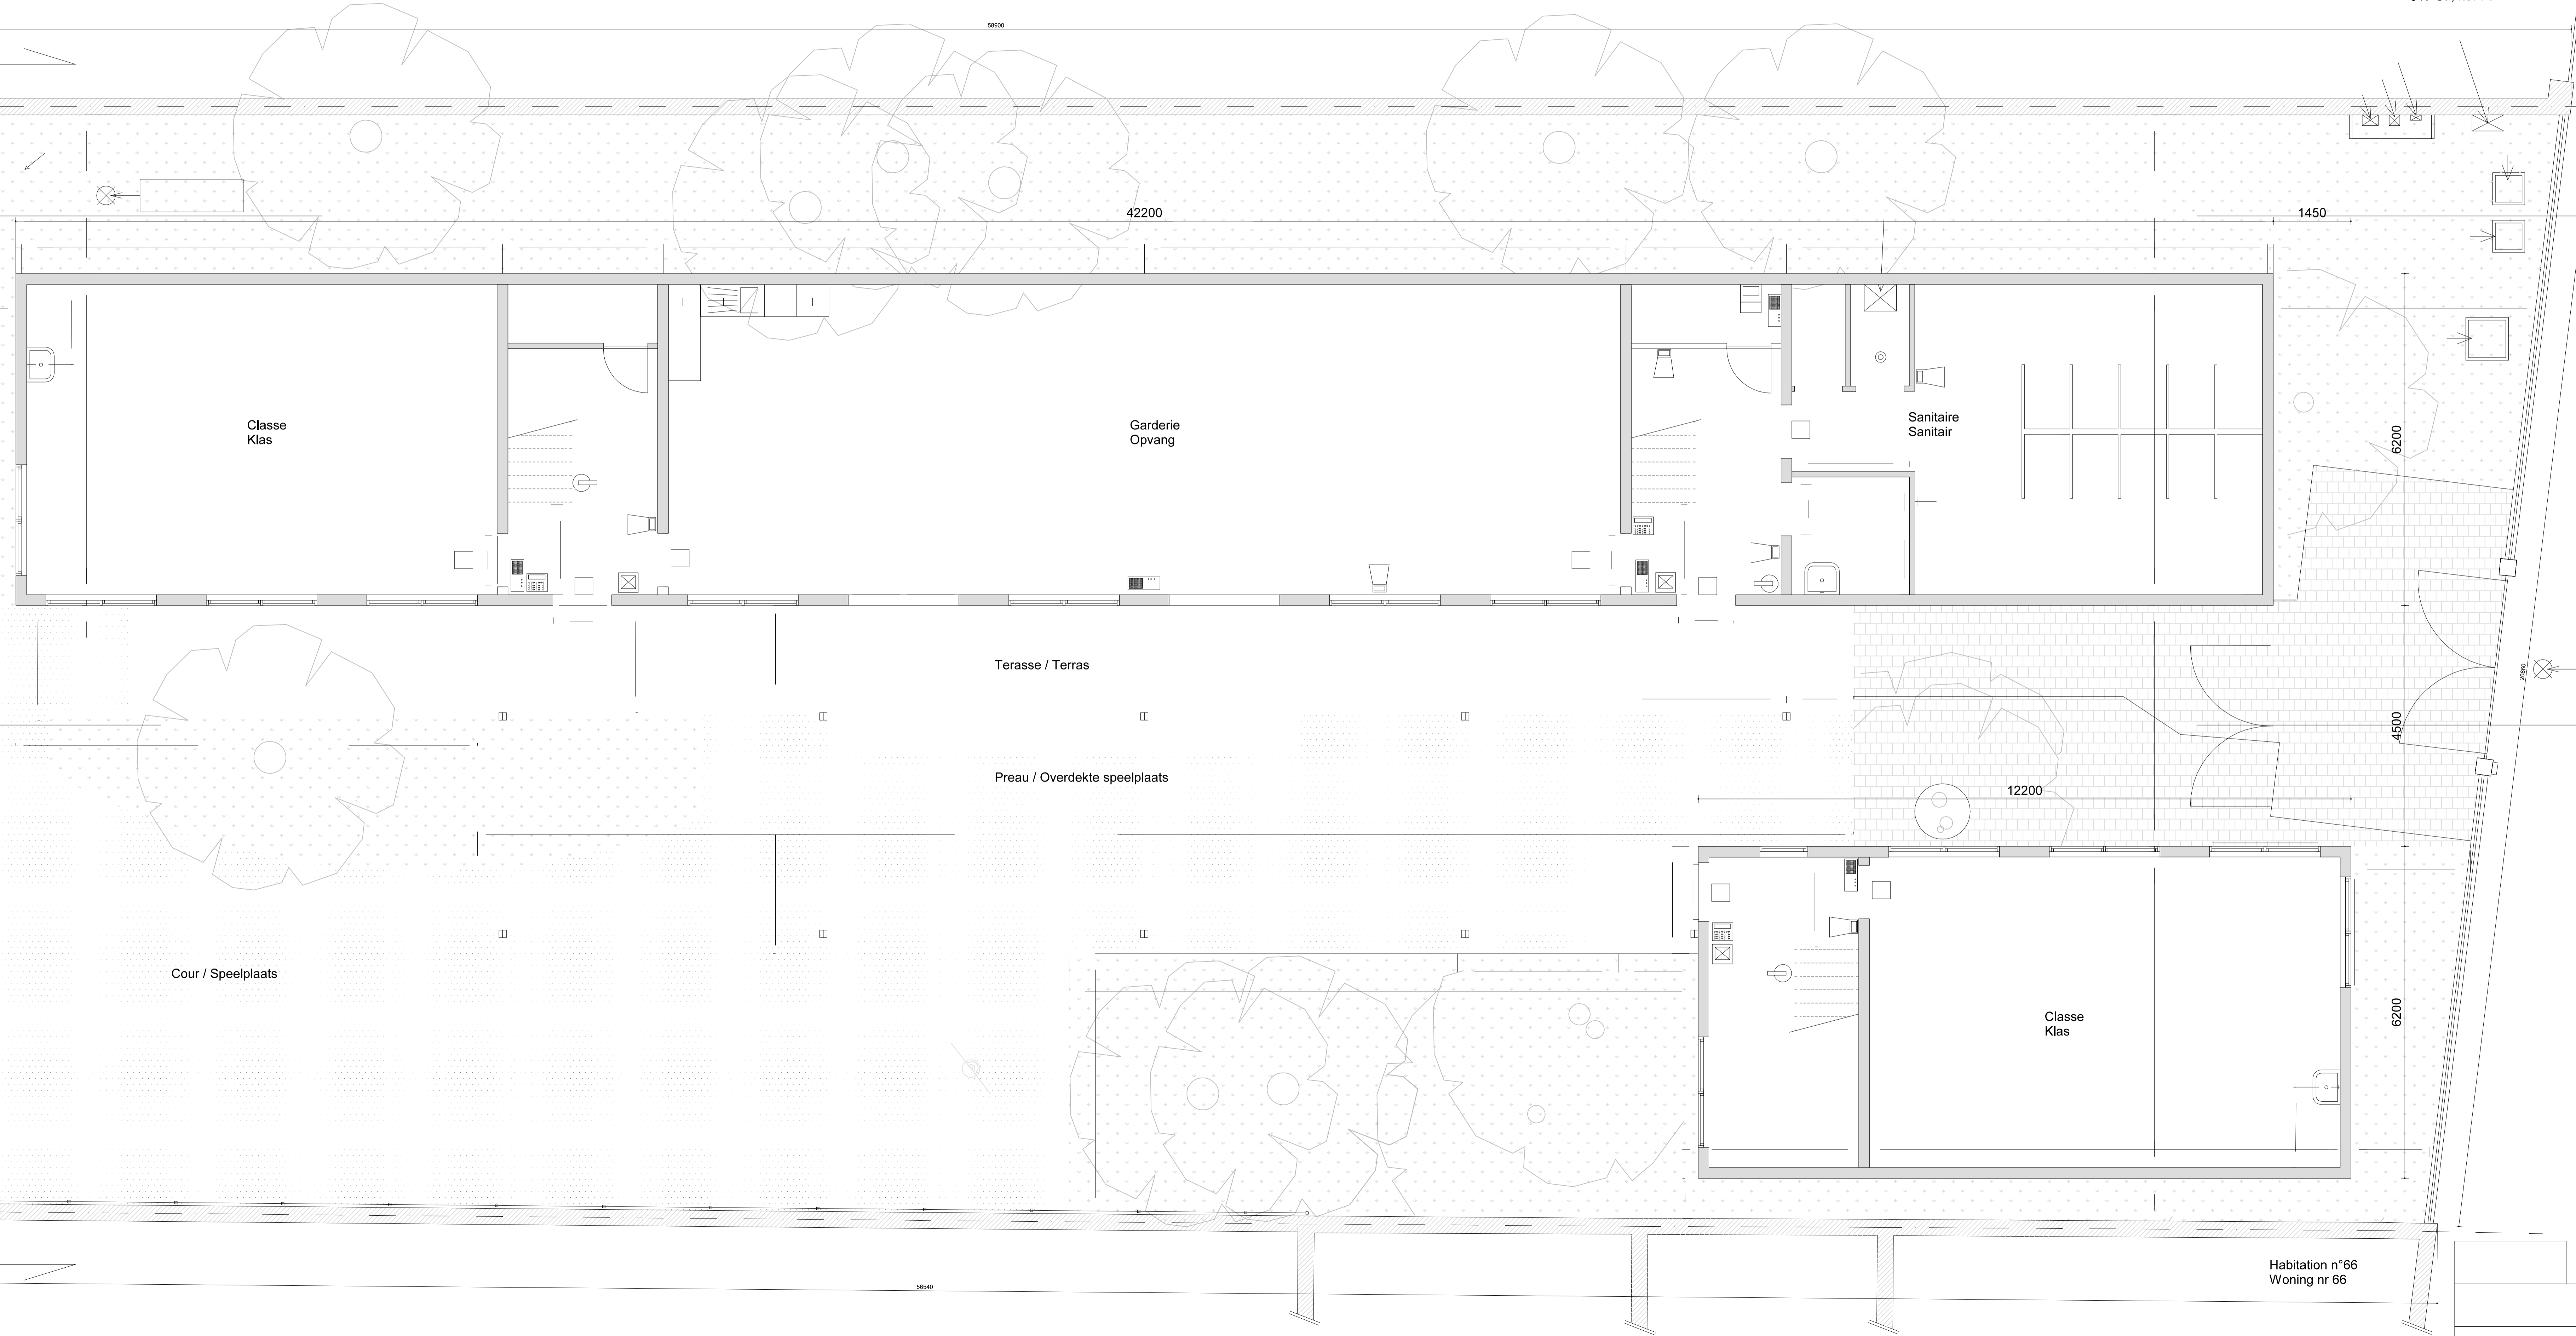 58900
42200
1450
Classe
Klas
Garderie
Opvang
Sanitaire
Sanitair
6200
Terasse / Terras
20860
4500
Preau / Overdekte speelplaats
12200
Cour / Speelplaats
Classe
Klas
6200
Habitation n°66
Woning nr 66
56540